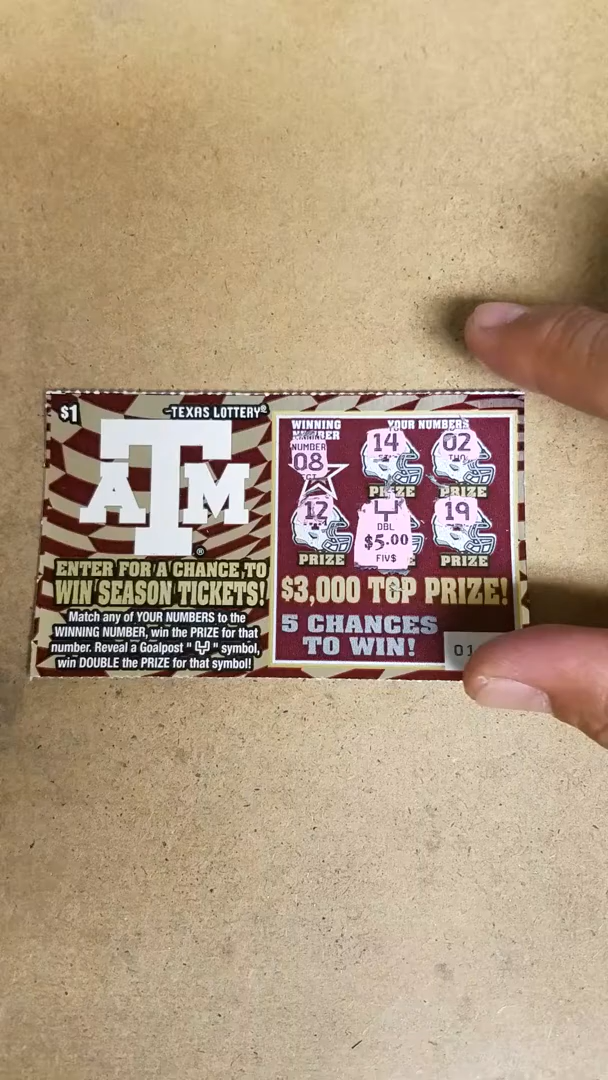 $1
TEXAS LOTTERY®
ATM
®
ENTER FOR A CHANCE TO
WIN SEASON TICKETS!
Match any of YOUR NUMBERS to the
WINNING NUMBER, win the PRIZE for that
number. Reveal a Goalpost " " symbol,
win DOUBLE the PRIZE for that symbol!
WINNING
NUMBER
08
YOUR NUMBERS
14
02
PRIZE
PRIZE
12
DBL
$5.00
FIV$
19
PRIZE
PRIZE
$3,000 TOP PRIZE!
5 CHANCES
TO WIN!
01